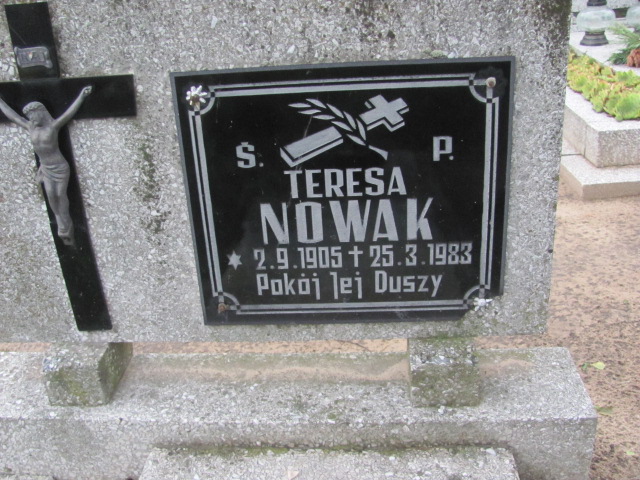 Ś. P.
TERESA
NOWAK
* 2.9.1905 + 25.3.1983
Pokój Jej Duszy